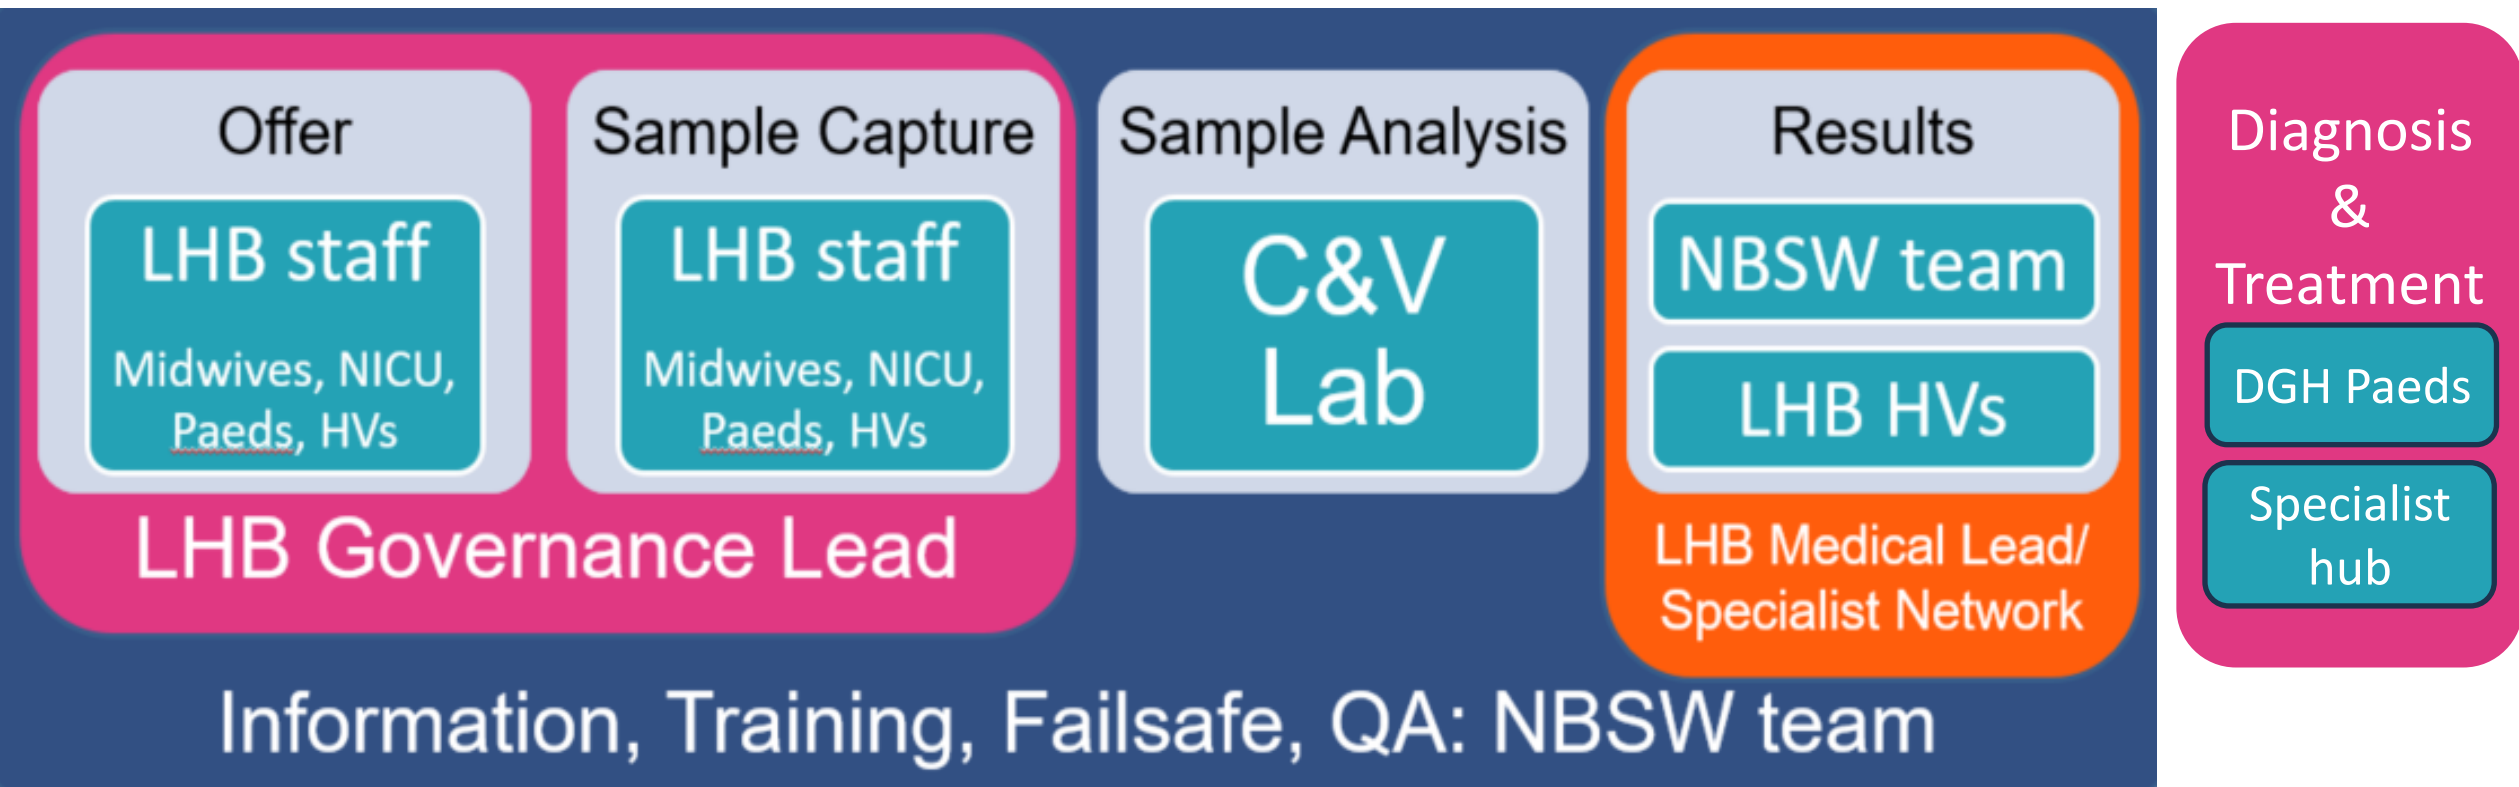 Offer
LHB staff
Midwives, NICU,
Paeds, HVs
Sample Capture
LHB staff
Midwives, NICU,
Paeds, HVs
LHB Governance Lead
Sample Analysis
C&V
Lab
Results
NBSW team
LHB HVs
LHB Medical Lead/
Specialist Network
Information, Training, Failsafe, QA: NBSW team
Diagnosis
&
Treatment
DGH Paeds
Specialist
hub